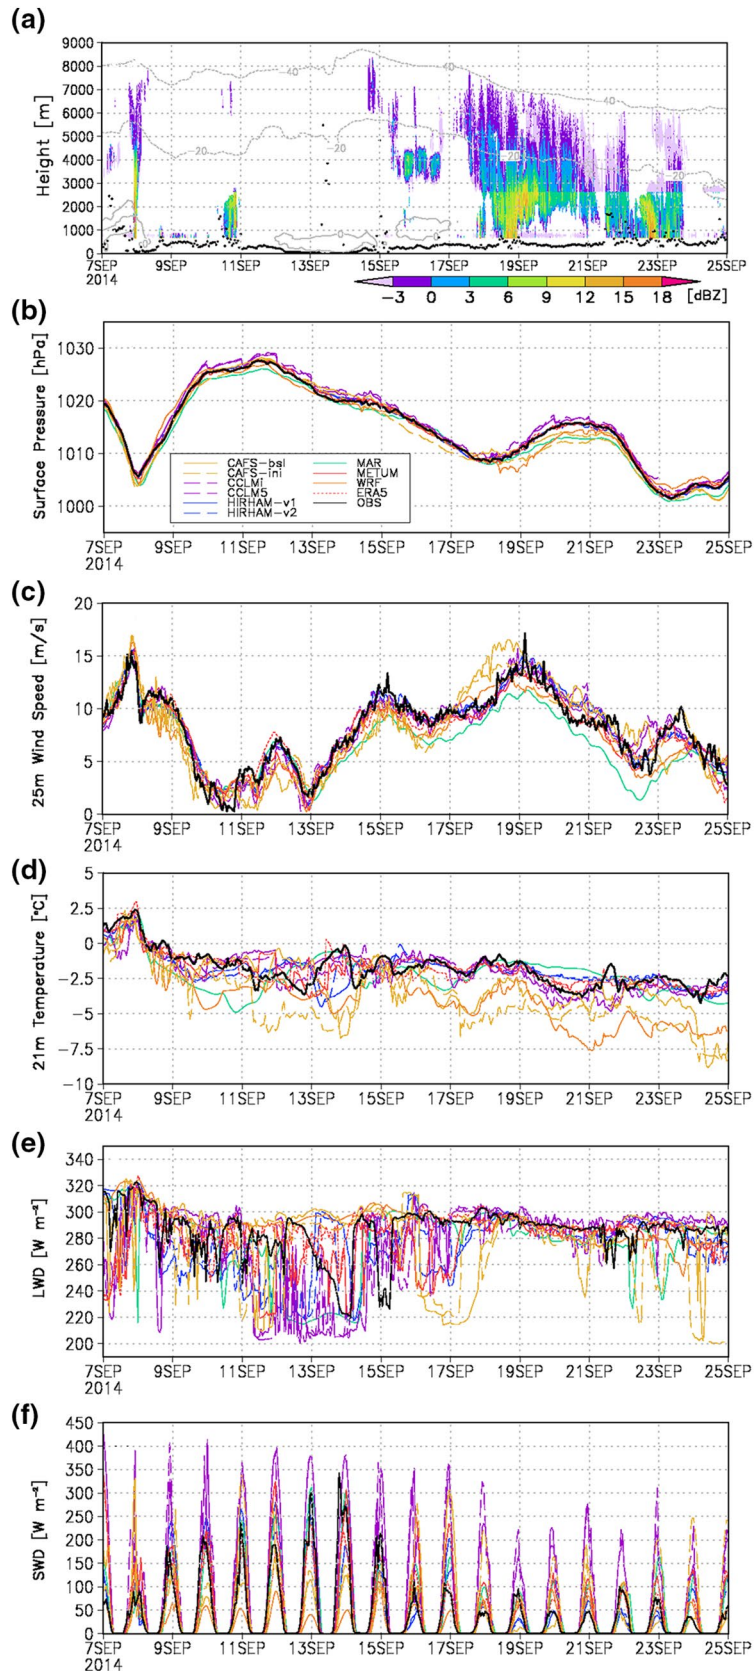 (a)
9000
8000
7000
6000
5000
4000
3000
2000
1000
0
Height [m]
-40
-40
40
-20
-20
-20
-20
0
7SEP 9SEP 11SEP 13SEP 15SEP 17SEP 19SEP 21SEP 23SEP 25SEP
2014
-3 0 3 6 9 12 15 18 [dBZ]
(b)
1030
1020
1010
1000
Surface Pressure [hPa]
CAFS-bsl
CAFS-ini
CCLMi
CCLM5
HIRHAM-v1
HIRHAM-v2
MAR
METUM
WRF
ERA5
OBS
7SEP 9SEP 11SEP 13SEP 15SEP 17SEP 19SEP 21SEP 23SEP 25SEP
2014
(c)
20
15
10
5
0
25m Wind Speed [m/s]
7SEP 9SEP 11SEP 13SEP 15SEP 17SEP 19SEP 21SEP 23SEP 25SEP
2014
(d)
5
2.5
0
-2.5
-5
-7.5
-10
21m Temperature [°C]
7SEP 9SEP 11SEP 13SEP 15SEP 17SEP 19SEP 21SEP 23SEP 25SEP
2014
(e)
340
320
300
280
260
240
220
200
LWD [W m⁻²]
7SEP 9SEP 11SEP 13SEP 15SEP 17SEP 19SEP 21SEP 23SEP 25SEP
2014
(f)
450
400
350
300
250
200
150
100
50
0
SWD [W m⁻²]
7SEP 9SEP 11SEP 13SEP 15SEP 17SEP 19SEP 21SEP 23SEP 25SEP
2014